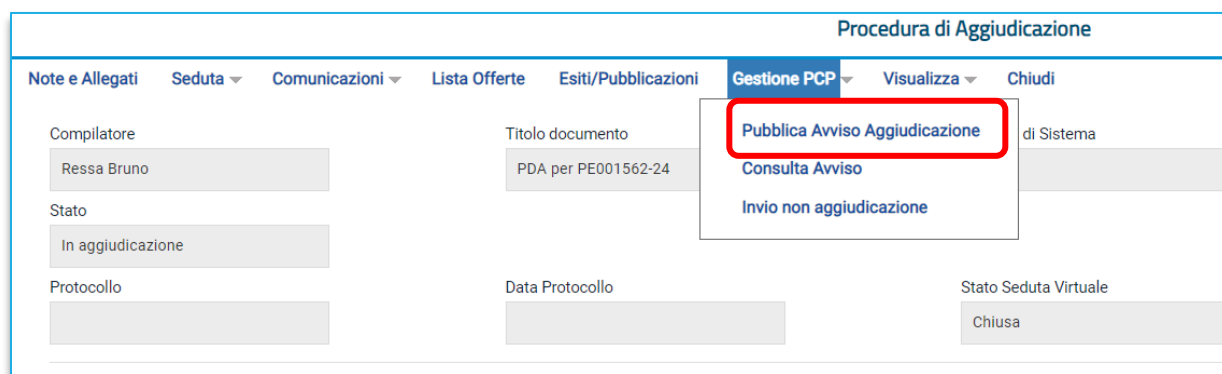 Procedura di Aggiudicazione
Note e Allegati Seduta Comunicazioni Lista Offerte Esiti/Pubblicazioni Gestione PCP Visualizza Chiudi
Compilatore Titolo documento Pubblica Avviso Aggiudicazione di Sistema
Ressa Bruno PDA per PE001562-24 Consulta Avviso
Stato Invio non aggiudicazione
In aggiudicazione
Protocollo Data Protocollo Stato Seduta Virtuale
Chiusa